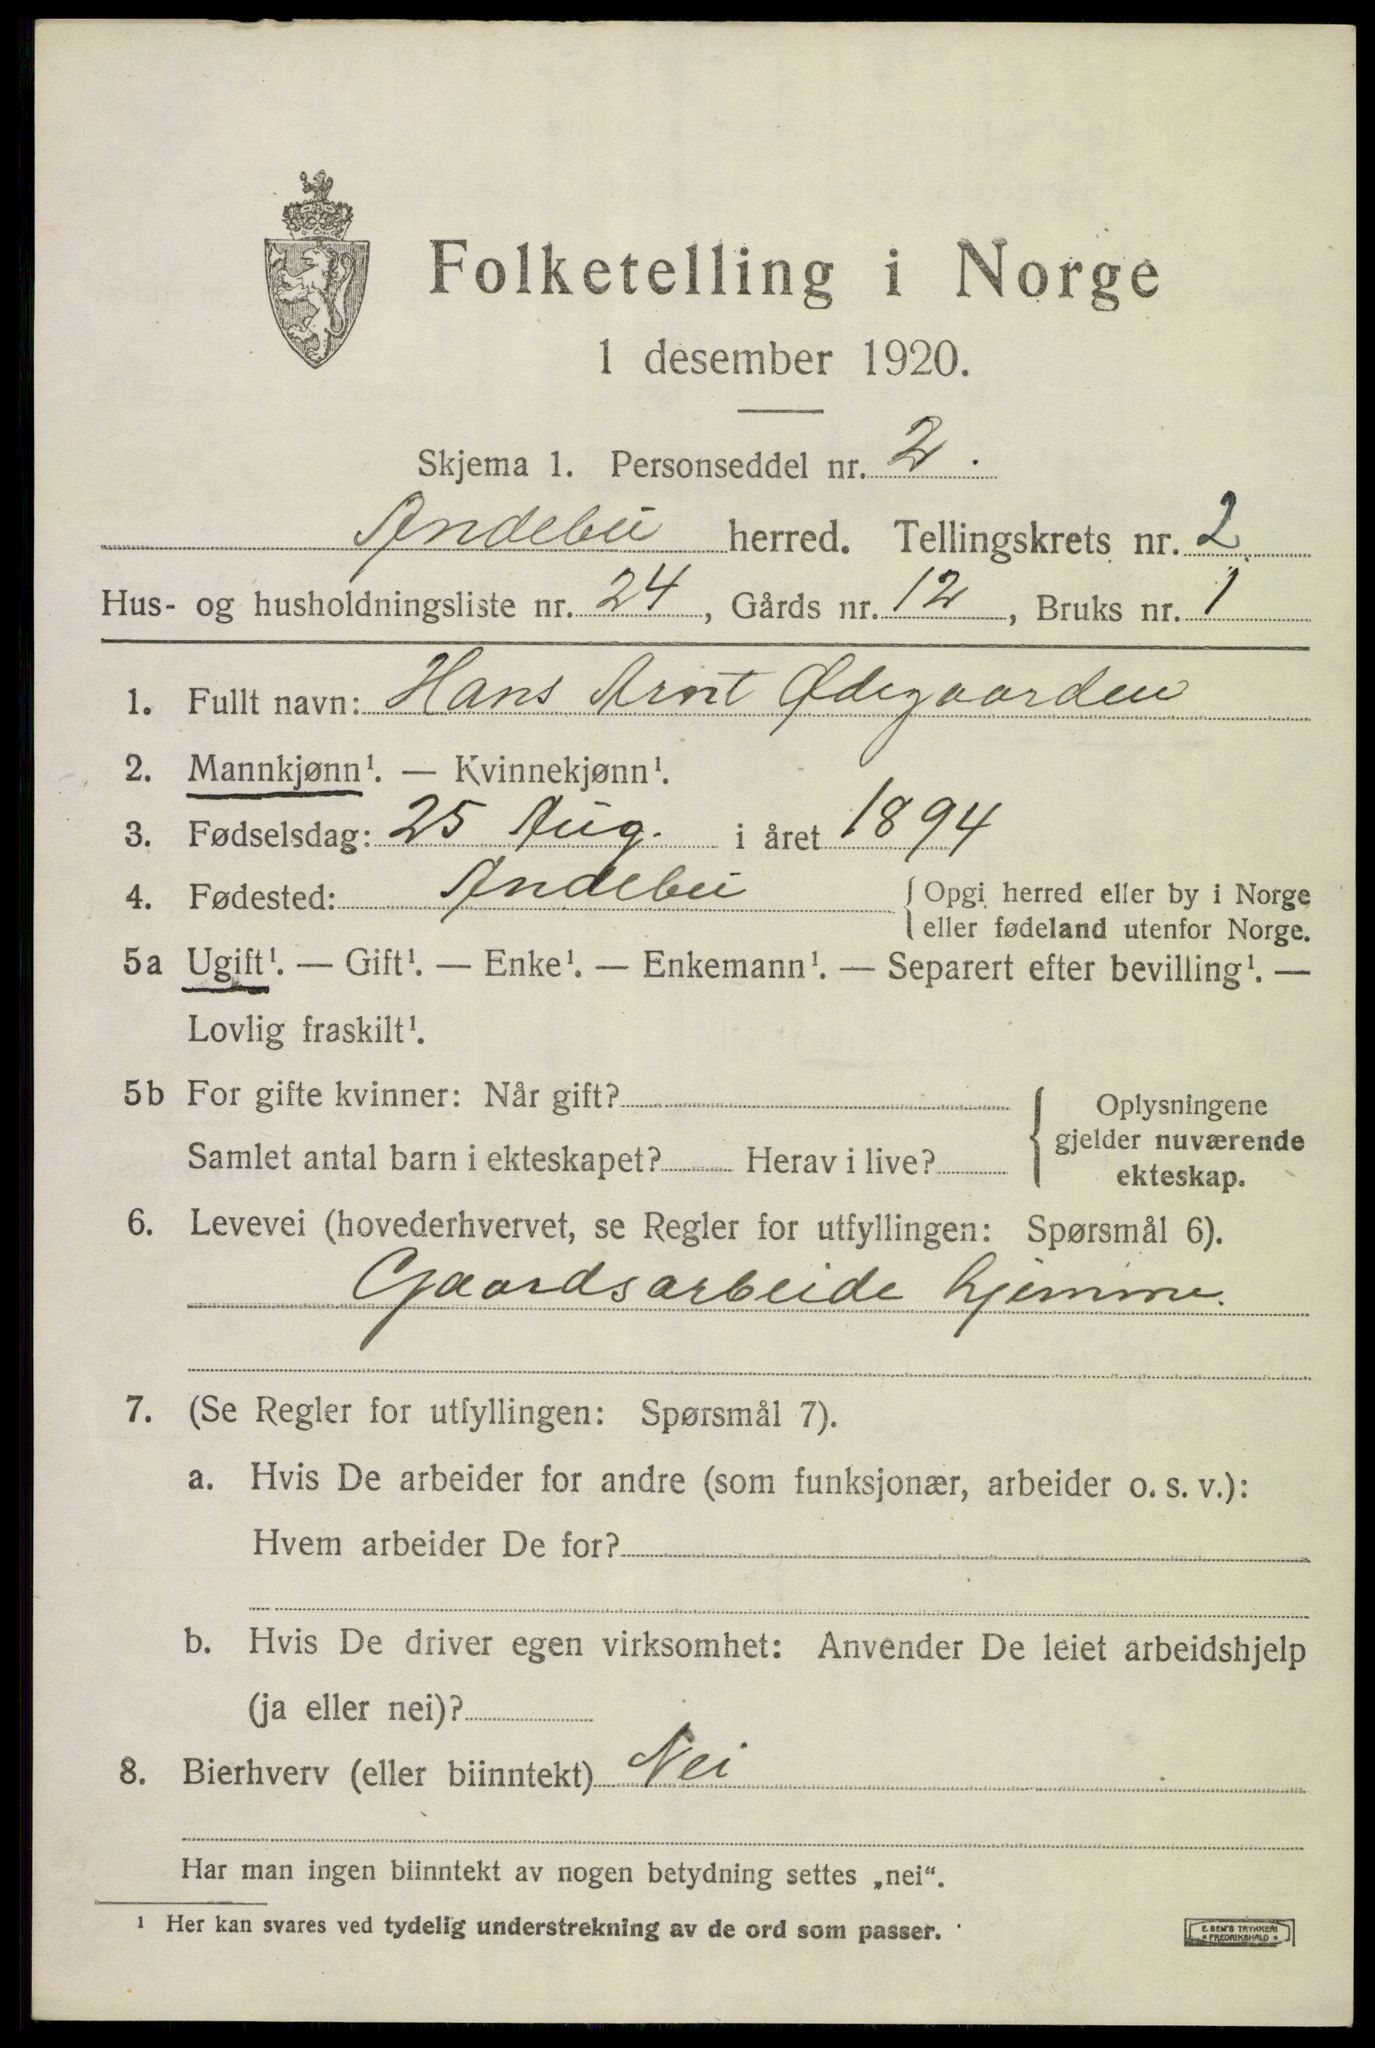 Folketelling i Norge
1 desember 1920.
Skjema 1. Personseddel nr. 2.
Andebu herred. Tellingskrets nr. 2
Hus- og husholdningsliste nr. 24, Gårds nr. 12, Bruks nr. 1
1. Fullt navn: Hans Arnt Ødegaarden
2. Mannkjønn¹. — Kvinnekjønn¹.
3. Fødselsdag: 25 Aug. i året 1894
4. Fødested: Andebu { Opgi herred eller by i Norge
eller fødeland utenfor Norge.
5a Ugift¹. — Gift¹. — Enke¹. — Enkemann¹. — Separert efter bevilling¹. —
Lovlig fraskilt¹.
5b For gifte kvinner: Når gift? { Oplysningene
gjelder nuværende
Samlet antal barn i ekteskapet? Herav i live? ekteskap.
6. Levevei (hovederhvervet, se Regler for utfyllingen: Spørsmål 6).
Gaardsarbeide hjemme.
7. (Se Regler for utfyllingen: Spørsmål 7).
a. Hvis De arbeider for andre (som funksjonær, arbeider o. s. v.):
Hvem arbeider De for?
b. Hvis De driver egen virksomhet: Anvender De leiet arbeidshjelp
(ja eller nei)?
8. Bierhverv (eller biinntekt) Nei
Har man ingen biinntekt av nogen betydning settes „nei“.
¹ Her kan svares ved tydelig understrekning av de ord som passer.
E. SEM'S TRYKKERI
FREDRIKSHALD